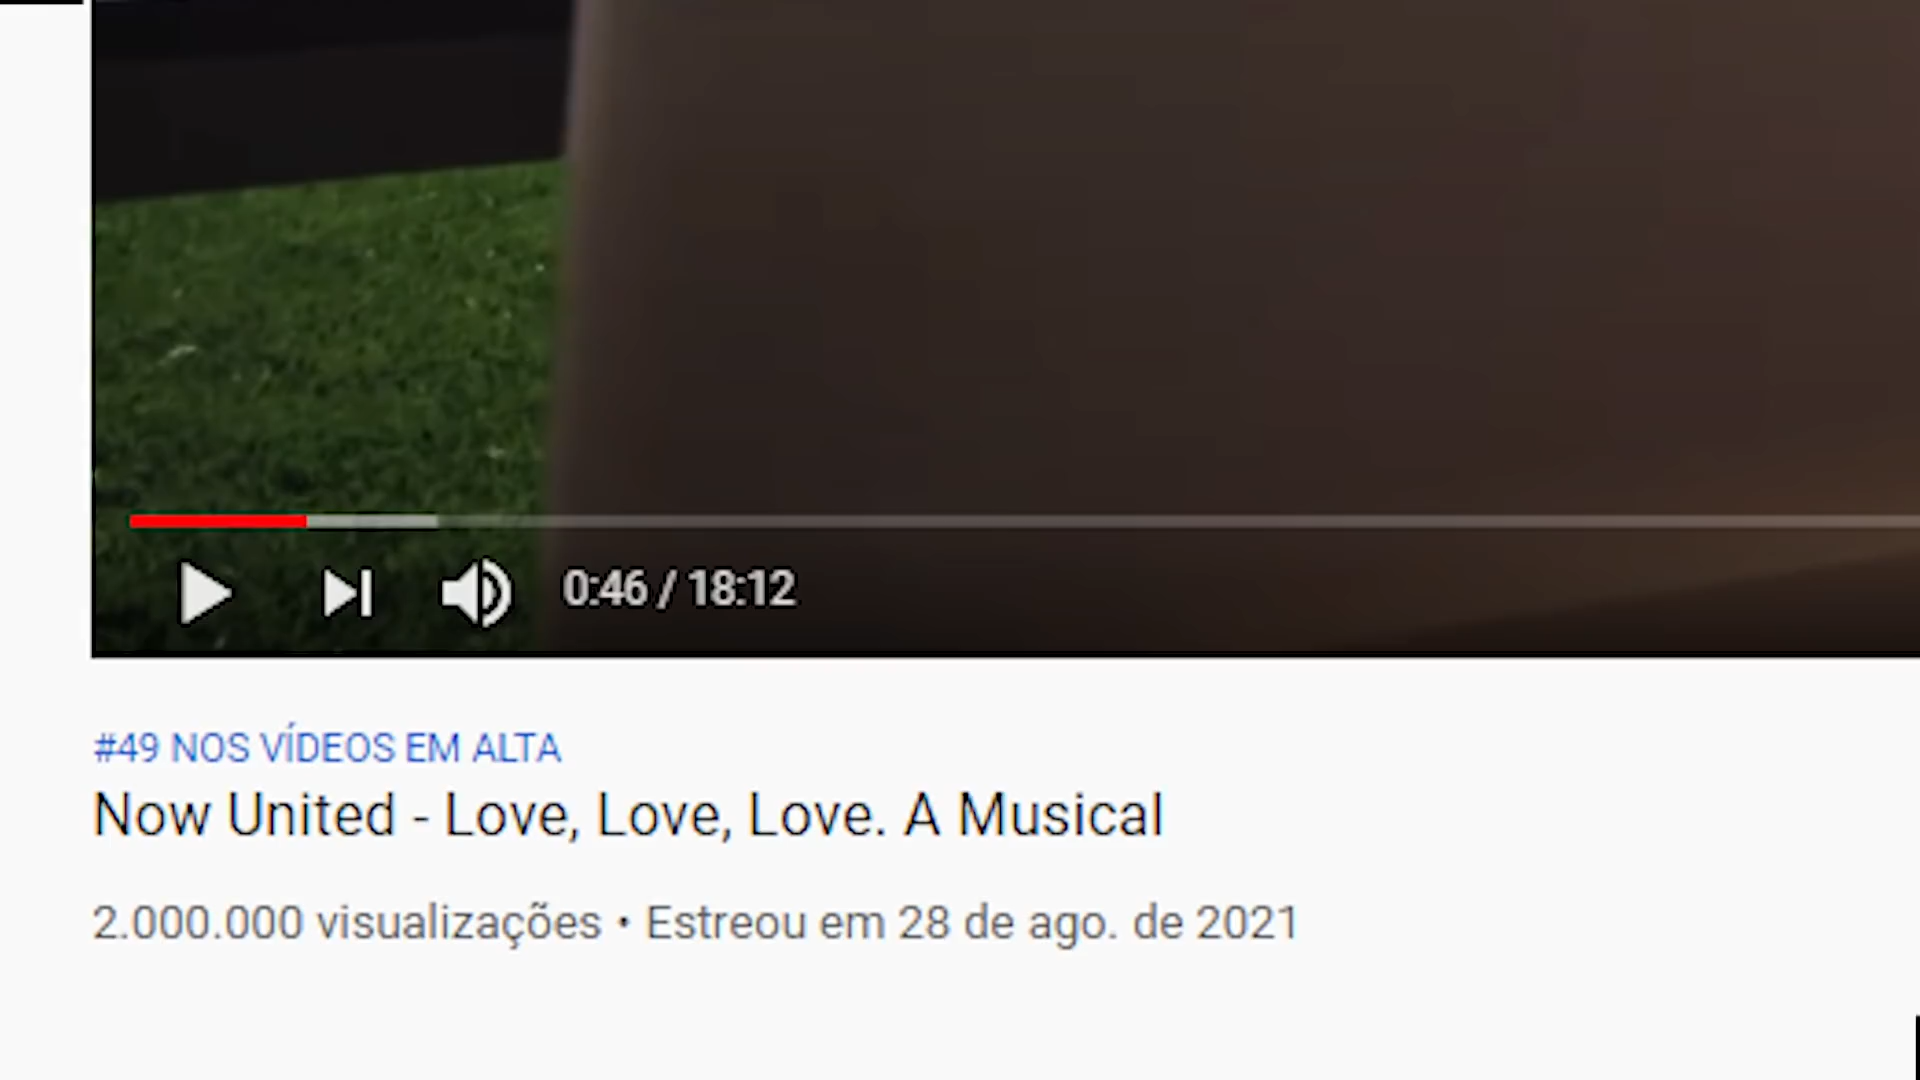 0:46 / 18:12
#49 NOS VÍDEOS EM ALTA
Now United - Love, Love, Love. A Musical
2.000.000 visualizações • Estreou em 28 de ago. de 2021